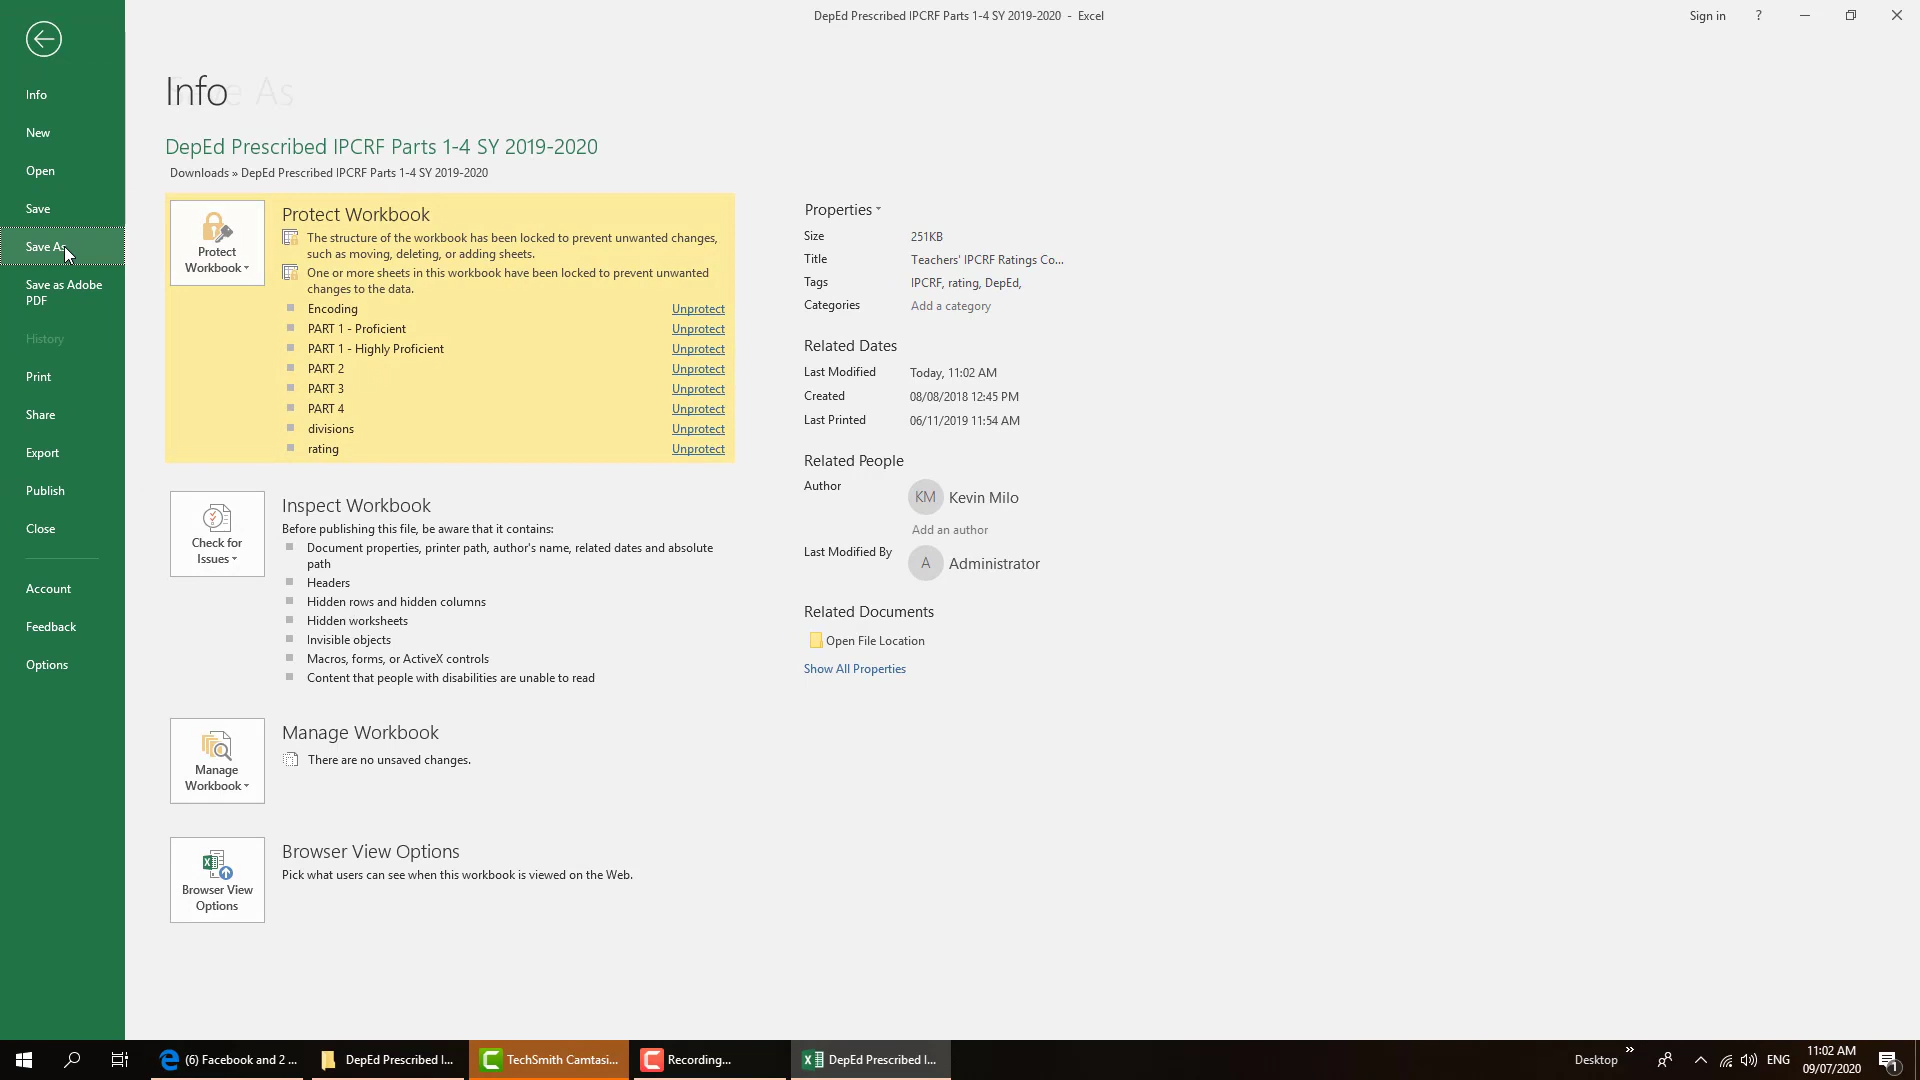 DepEd Prescribed IPCRF Parts 1-4 SY 2019-2020 - Excel
Sign in
?
Info
New
Open
Save
Save As
Save as Adobe
PDF
History
Print
Share
Export
Publish
Close
Account
Feedback
Options
Info
As
DepEd Prescribed IPCRF Parts 1-4 SY 2019-2020
Downloads » DepEd Prescribed IPCRF Parts 1-4 SY 2019-2020
Protect
Workbook
Protect Workbook
The structure of the workbook has been locked to prevent unwanted changes,
such as moving, deleting, or adding sheets.
One or more sheets in this workbook have been locked to prevent unwanted
changes to the data.
Encoding Unprotect
PART 1 - Proficient Unprotect
PART 1 - Highly Proficient Unprotect
PART 2 Unprotect
PART 3 Unprotect
PART 4 Unprotect
divisions Unprotect
rating Unprotect
Check for
Issues
Inspect Workbook
Before publishing this file, be aware that it contains:
Document properties, printer path, author's name, related dates and absolute
path
Headers
Hidden rows and hidden columns
Hidden worksheets
Invisible objects
Macros, forms, or ActiveX controls
Content that people with disabilities are unable to read
Manage
Workbook
Manage Workbook
There are no unsaved changes.
Browser View
Options
Browser View Options
Pick what users can see when this workbook is viewed on the Web.
Properties
Size 251KB
Title Teachers' IPCRF Ratings Co...
Tags IPCRF, rating, DepEd,
Categories Add a category
Related Dates
Last Modified Today, 11:02 AM
Created 08/08/2018 12:45 PM
Last Printed 06/11/2019 11:54 AM
Related People
Author KM Kevin Milo
Add an author
Last Modified By A Administrator
Related Documents
Open File Location
Show All Properties
(6) Facebook and 2 ...
DepEd Prescribed I...
TechSmith Camtasi...
Recording...
DepEd Prescribed I...
Desktop »
ENG
11:02 AM
09/07/2020
1